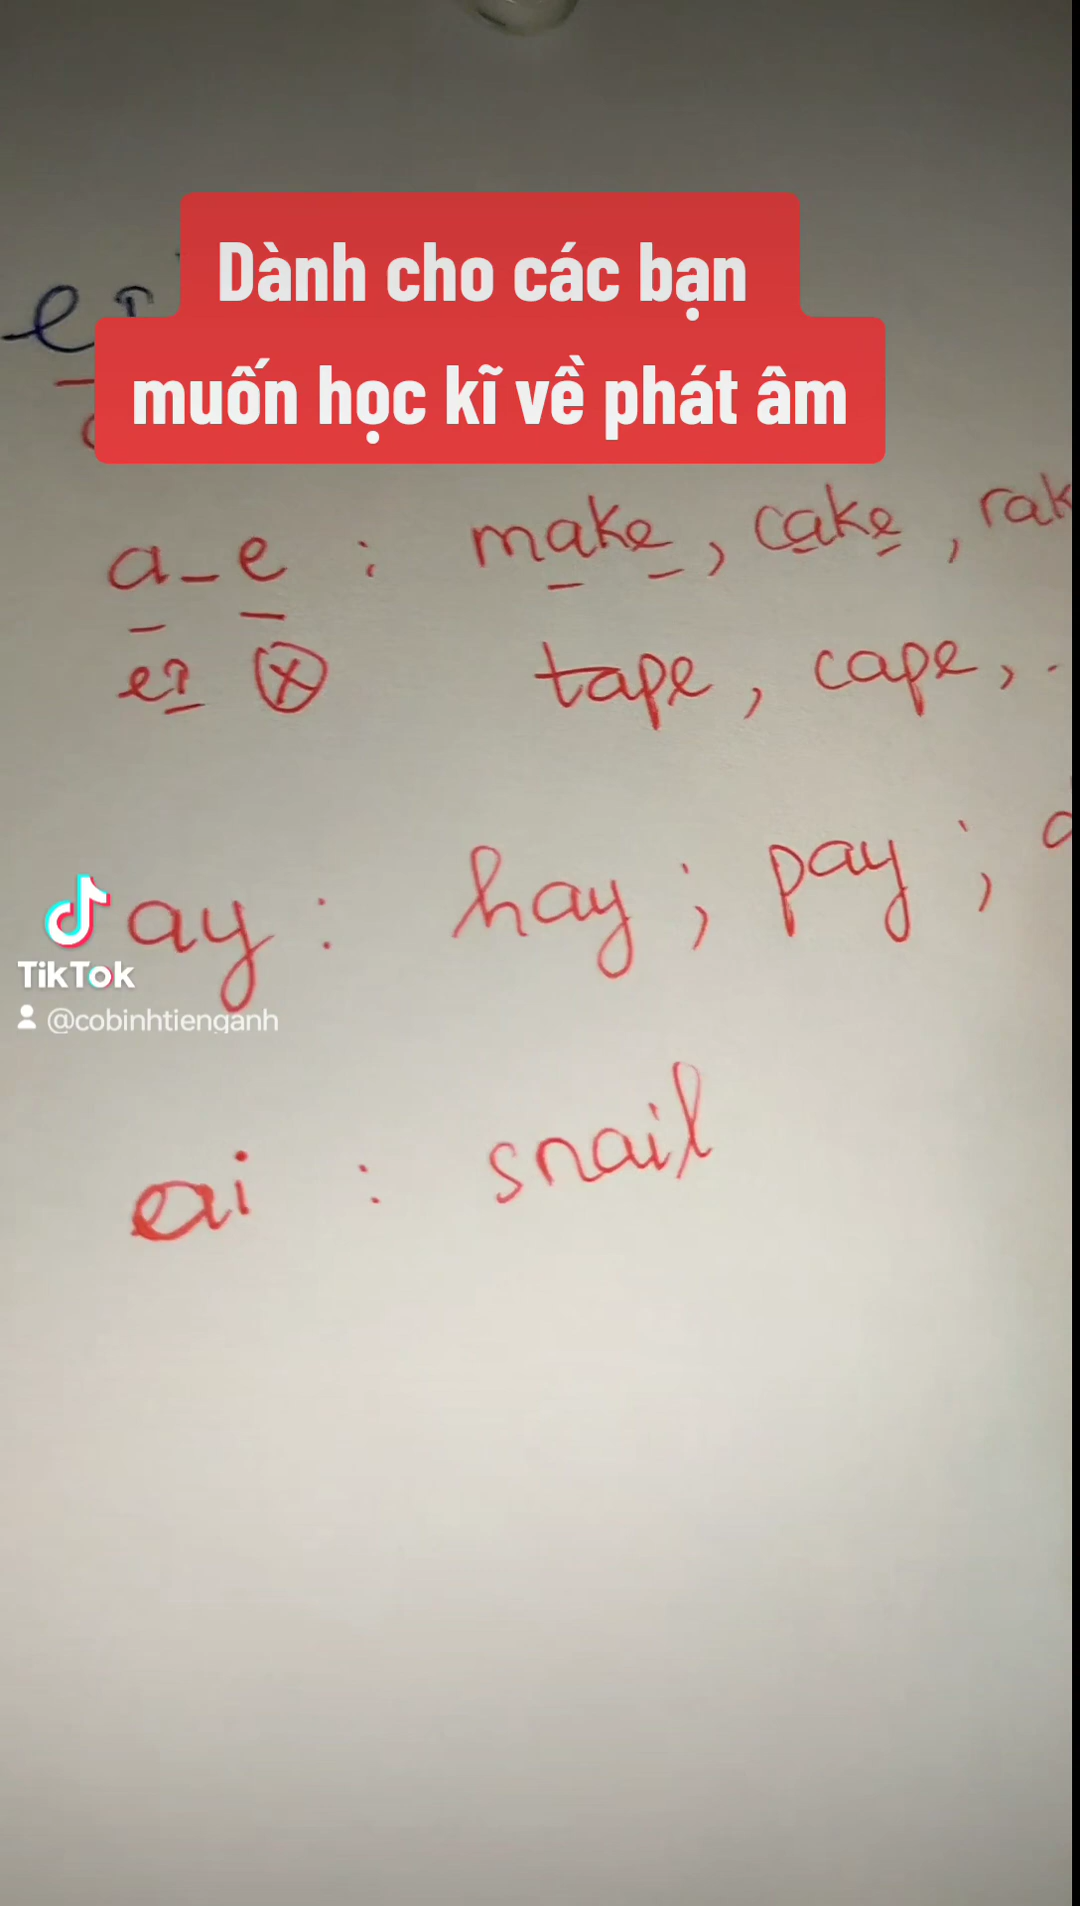 Dành cho các bạn
muốn học kĩ về phát âm
a_e : make, cake, rak
tape, cape, .
ay : hay; pay;
TikTok
@cobinhtienganh
ai : snail